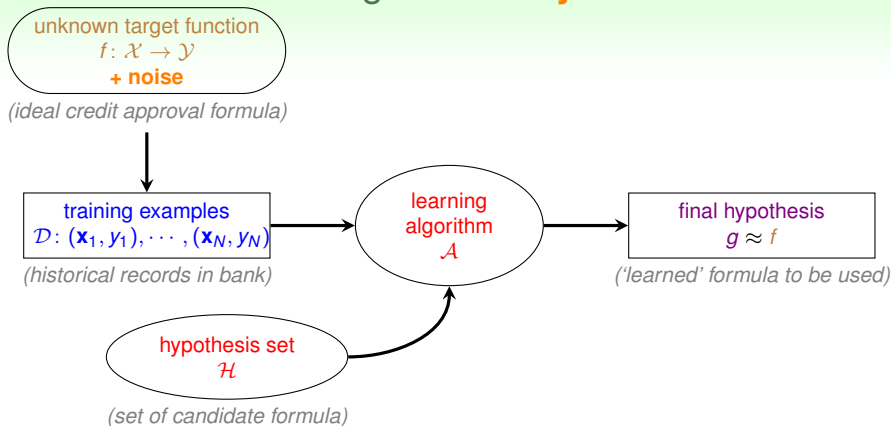 unknown target function
f: 𝒳 → 𝒴
+ noise
(ideal credit approval formula)
training examples
𝒟: (𝐱₁, y₁), ⋯ , (𝐱_N, y_N)
(historical records in bank)
learning
algorithm
𝒜
final hypothesis
g ≈ f
(‘learned’ formula to be used)
hypothesis set
ℋ
(set of candidate formula)